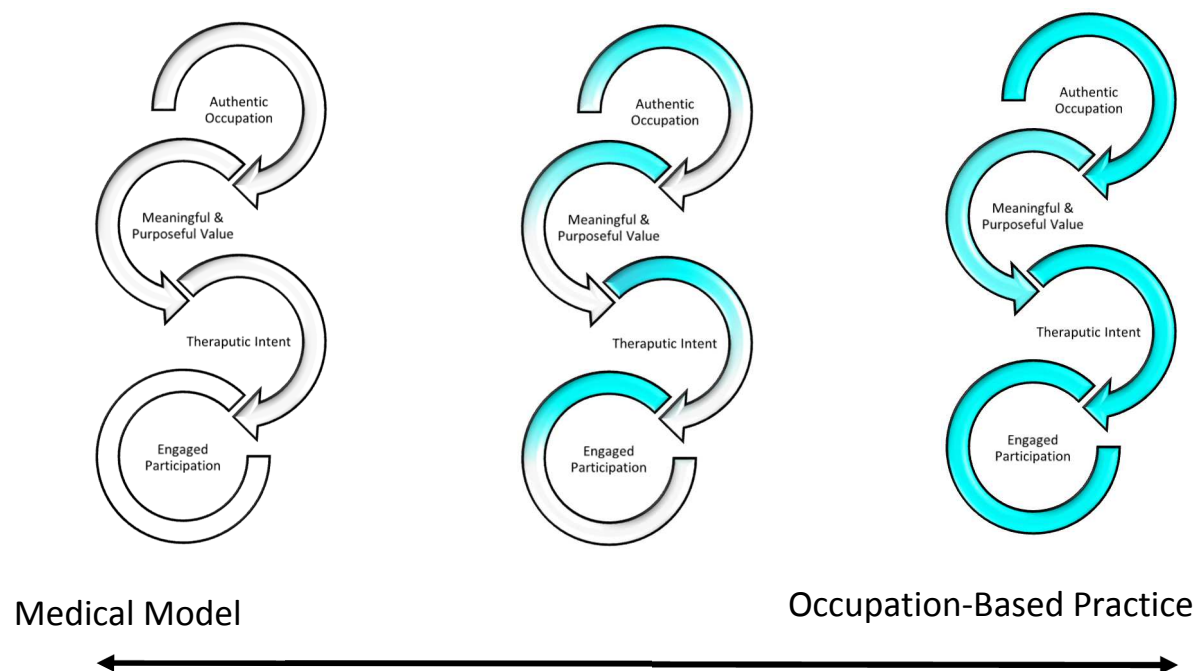 Authentic
Occupation
Meaningful &
Purposeful Value
Theraputic Intent
Engaged
Participation
Authentic
Occupation
Meaningful &
Purposeful Value
Theraputic Intent
Engaged
Participation
Authentic
Occupation
Meaningful &
Purposeful Value
Theraputic Intent
Engaged
Participation
Medical Model
Occupation-Based Practice